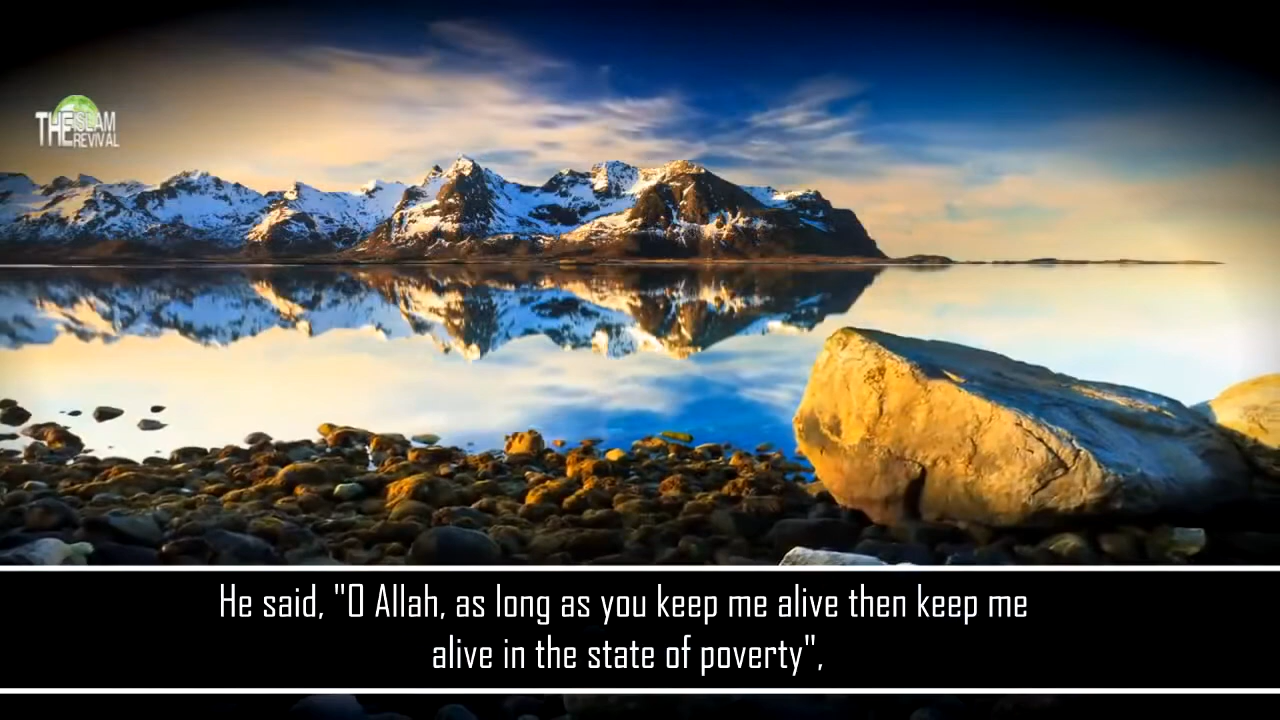 THE ISLAM
REVIVAL
He said, "O Allah, as long as you keep me alive then keep me
alive in the state of poverty",